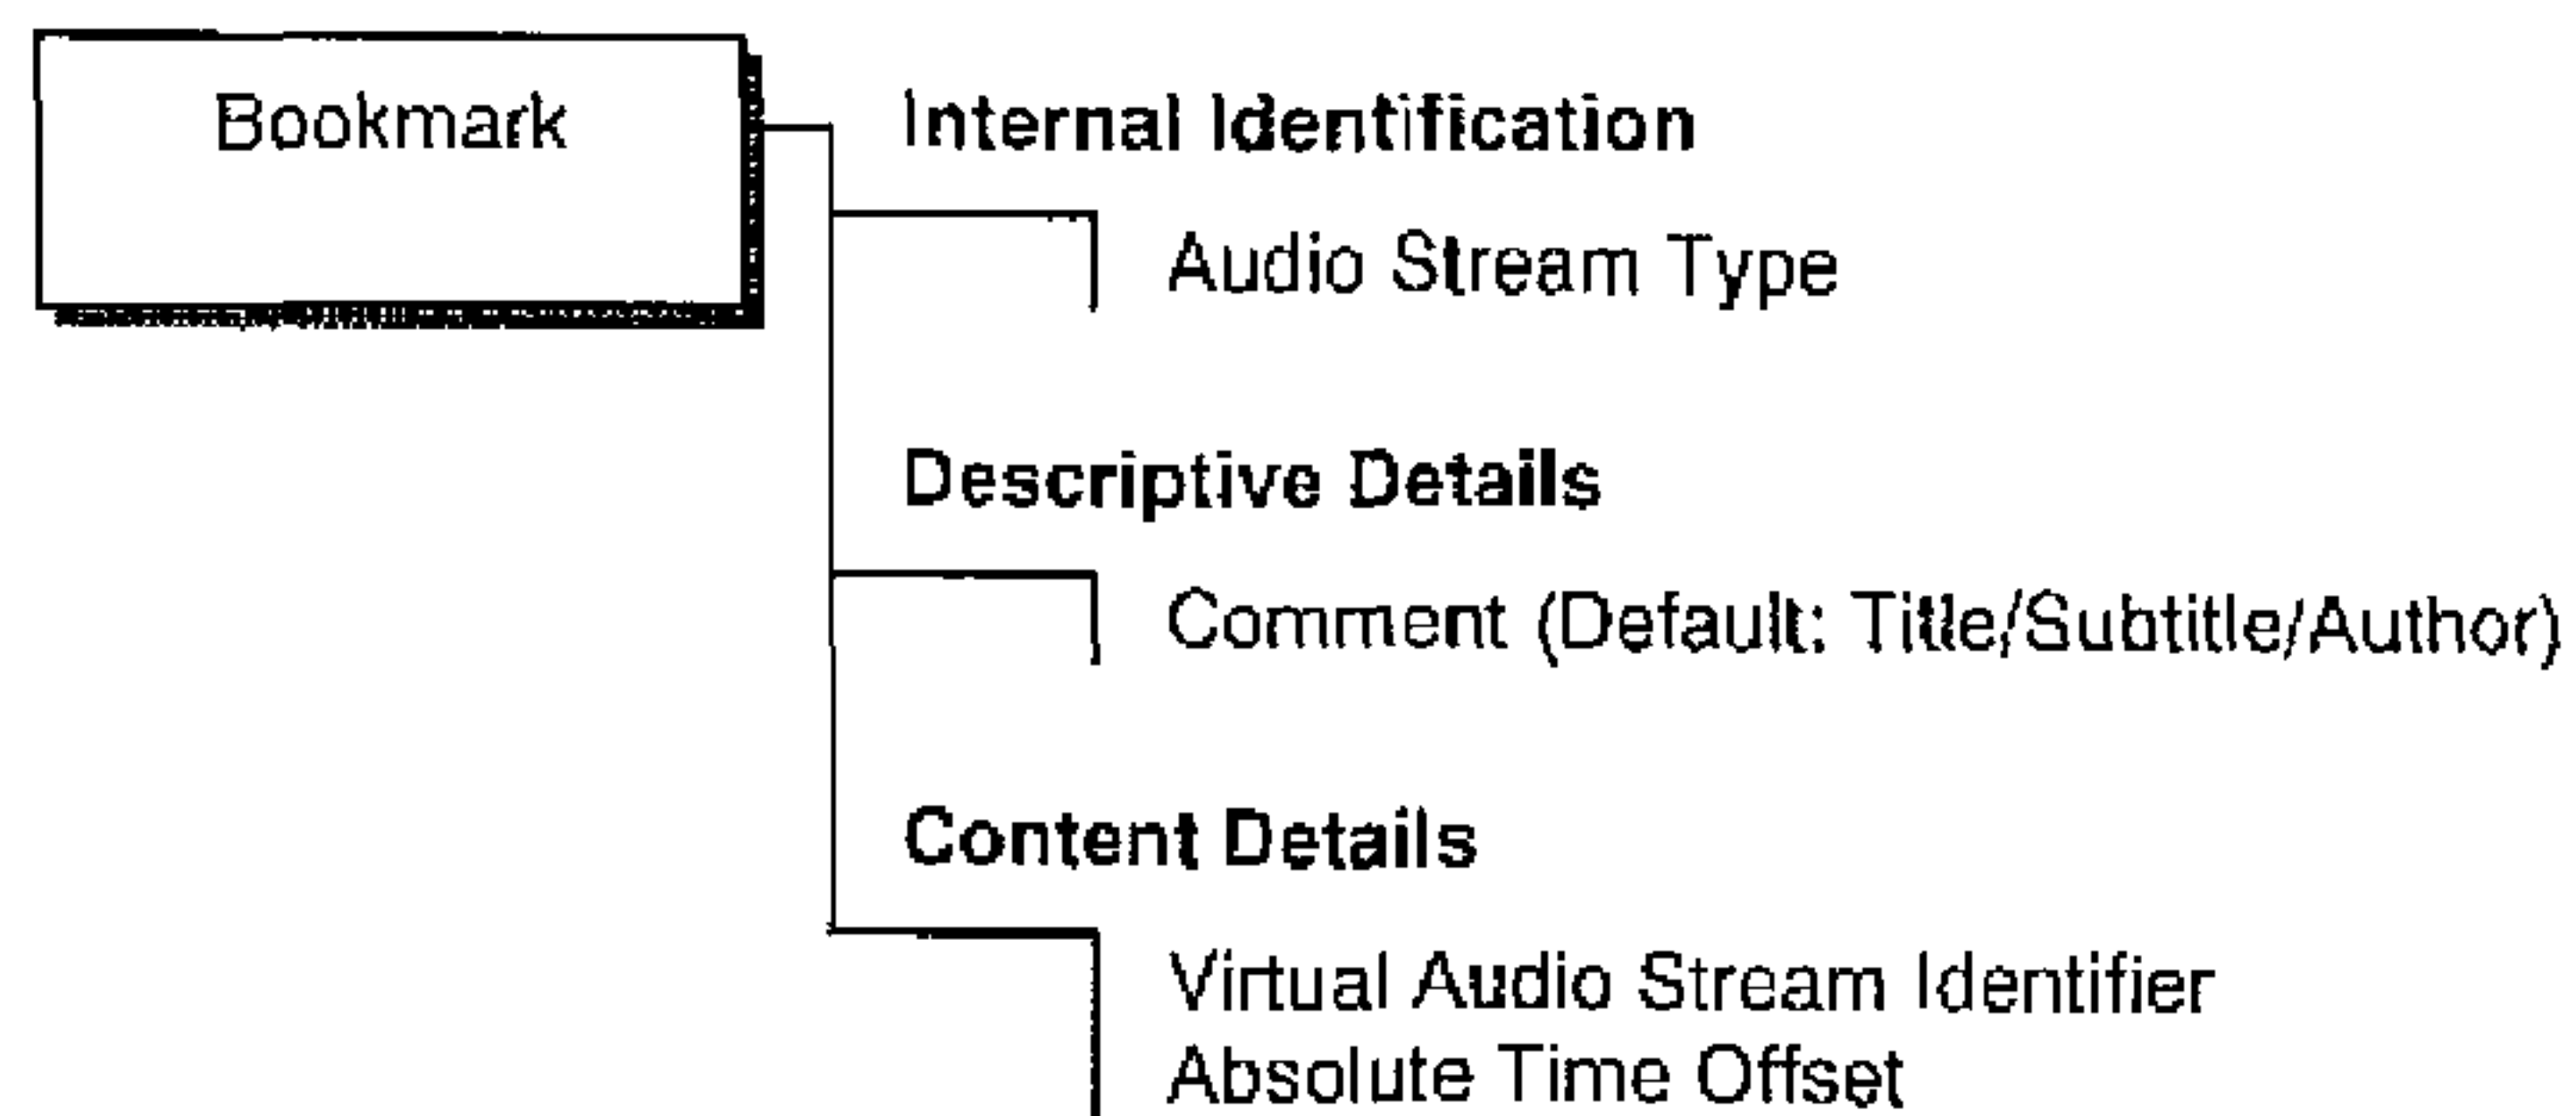 Bookmark
Internal Identification
Audio Stream Type
Descriptive Details
Comment (Default: Title/Subtitle/Author)
Content Details
Virtual Audio Stream Identifier
Absolute Time Offset